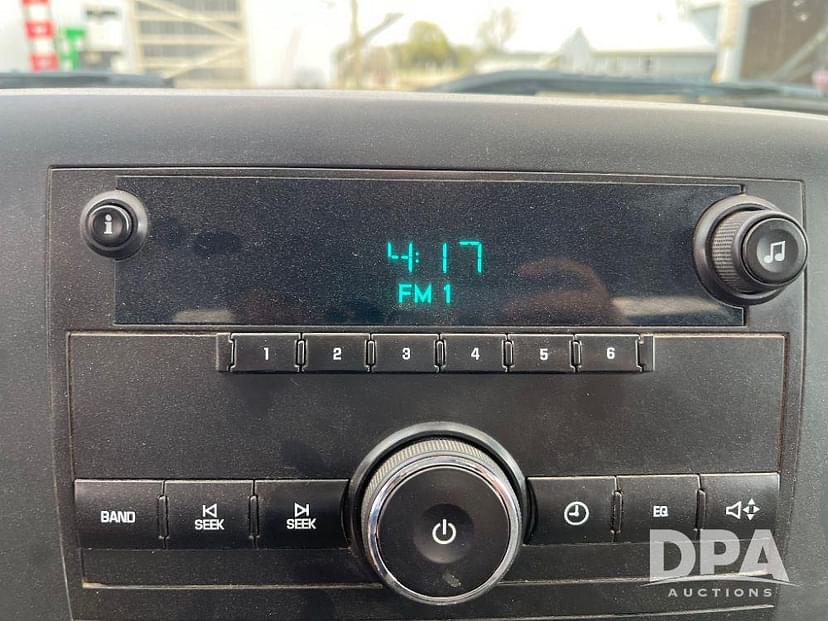 i
4:17
FM 1
1 2 3 4 5 6
BAND SEEK SEEK EQ
DPA
AUCTIONS